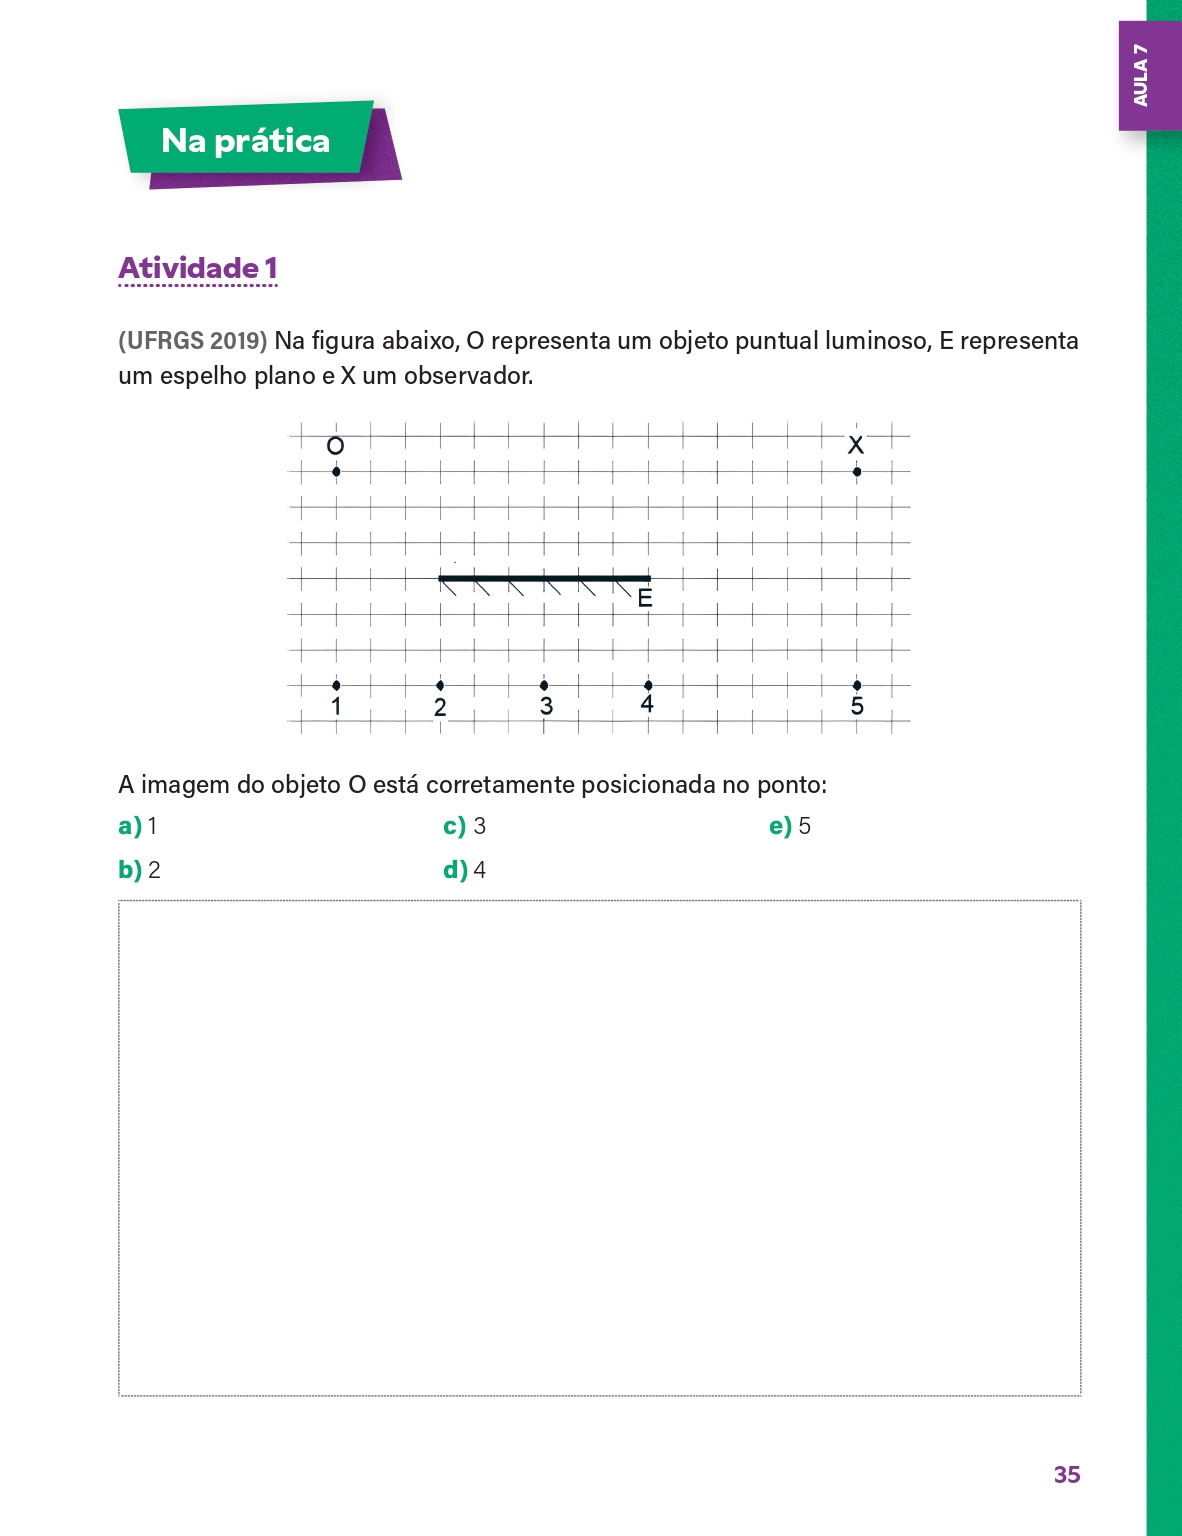 AULA 7
Na prática
Atividade 1
(UFRGS 2019) Na figura abaixo, O representa um objeto puntual luminoso, E representa
um espelho plano e X um observador.
O X
E
1 2 3 4 5
A imagem do objeto O está corretamente posicionada no ponto:
a) 1 c) 3 e) 5
b) 2 d) 4
35